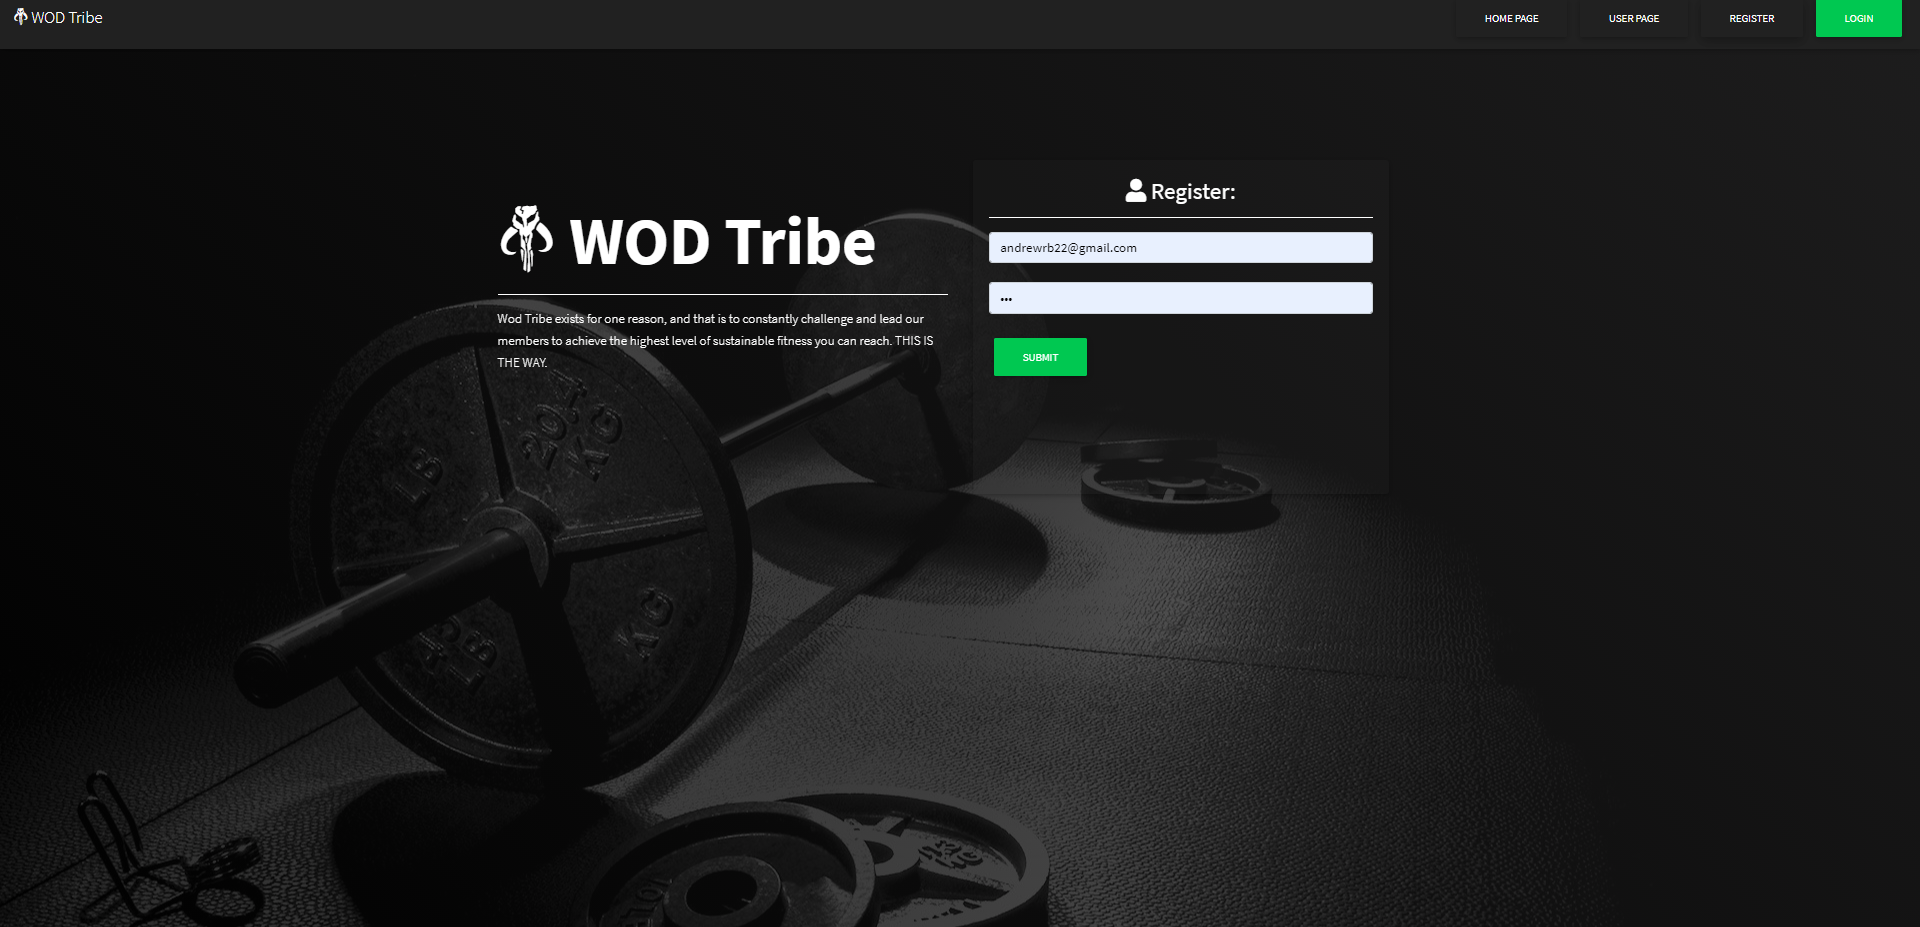 WOD Tribe
HOME PAGE
USER PAGE
REGISTER
LOGIN
WOD Tribe
Wod Tribe exists for one reason, and that is to constantly challenge and lead our
members to achieve the highest level of sustainable fitness you can reach. THIS IS
THE WAY.
Register:
andrewrb22@gmail.com
•••
SUBMIT
20.4
KG
LB
KG
LB